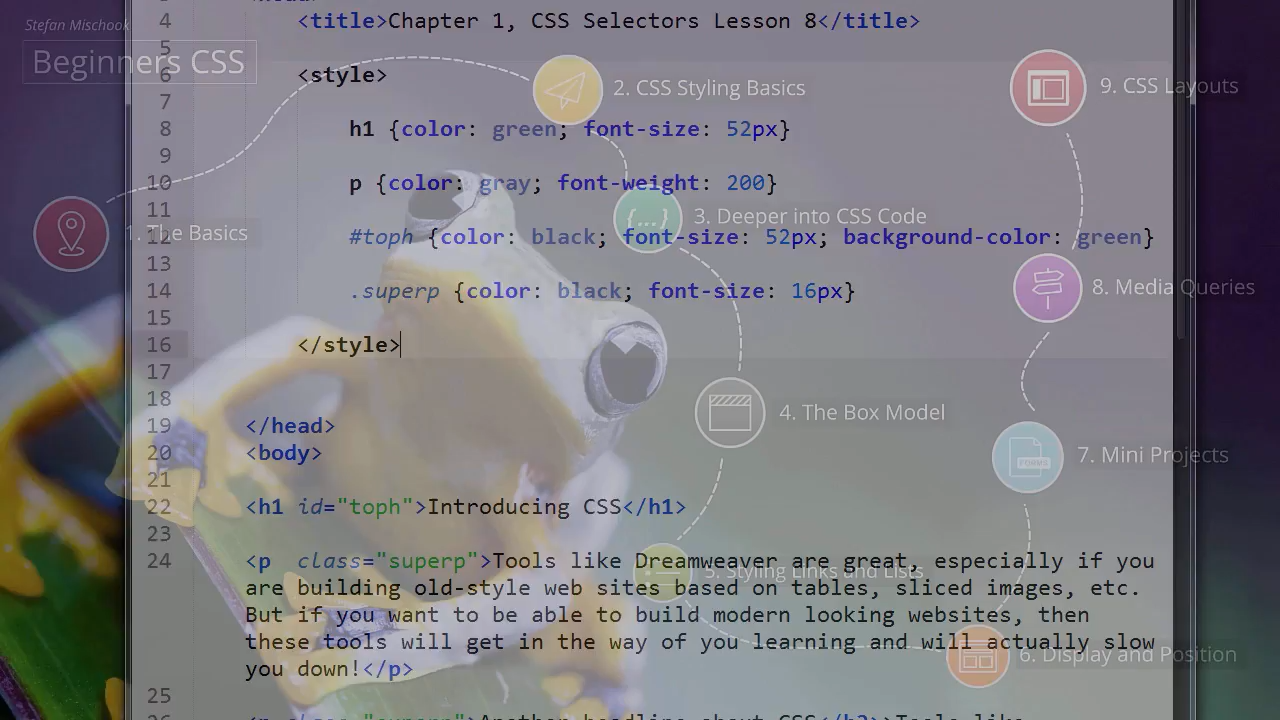 Stefan Mischook
Beginners CSS
1. The Basics
2. CSS Styling Basics
3. Deeper into CSS Code
4. The Box Model
5. Styling Links and Lists
6. Display and Position
7. Mini Projects
FORMS
8. Media Queries
9. CSS Layouts
4 <title>Chapter 1, CSS Selectors Lesson 8</title>
5
6 <style>
7
8 h1 {color: green; font-size: 52px}
9
10 p {color: gray; font-weight: 200}
11
12 #toph {color: black; font-size: 52px; background-color: green}
13
14 .superp {color: black; font-size: 16px}
15
16 </style>
17
18
19 </head>
20 <body>
21
22 <h1 id="toph">Introducing CSS</h1>
23
24 <p class="superp">Tools like Dreamweaver are great, especially if you
are building old-style web sites based on tables, sliced images, etc.
But if you want to be able to build modern looking websites, then
these tools will get in the way of you learning and will actually slow
you down!</p>
25